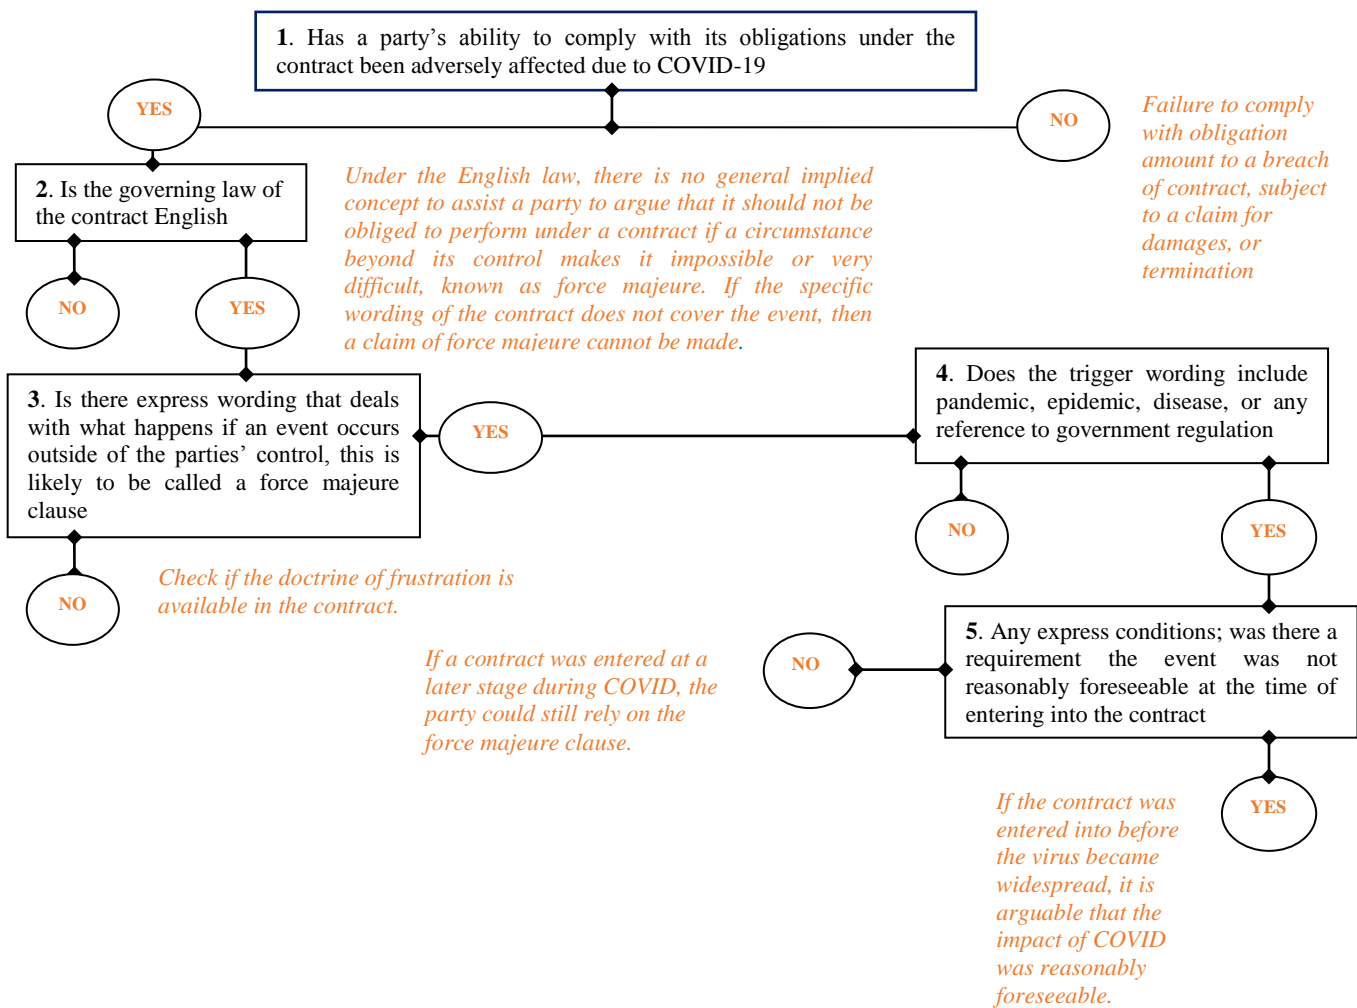 1. Has a party's ability to comply with its obligations under the
contract been adversely affected due to COVID-19
YES
NO
Failure to comply
with obligation
amount to a breach
of contract, subject
to a claim for
damages, or
termination
2. Is the governing law of
the contract English
NO
YES
Under the English law, there is no general implied
concept to assist a party to argue that it should not be
obliged to perform under a contract if a circumstance
beyond its control makes it impossible or very
difficult, known as force majeure. If the specific
wording of the contract does not cover the event, then
a claim of force majeure cannot be made.
3. Is there express wording that deals
with what happens if an event occurs
outside of the parties' control, this is
likely to be called a force majeure
clause
YES
4. Does the trigger wording include
pandemic, epidemic, disease, or any
reference to government regulation
NO
YES
NO
Check if the doctrine of frustration is
available in the contract.
5. Any express conditions; was there a
requirement the event was not
reasonably foreseeable at the time of
entering into the contract
NO
If a contract was entered at a
later stage during COVID, the
party could still rely on the
force majeure clause.
YES
If the contract was
entered into before
the virus became
widespread, it is
arguable that the
impact of COVID
was reasonably
foreseeable.